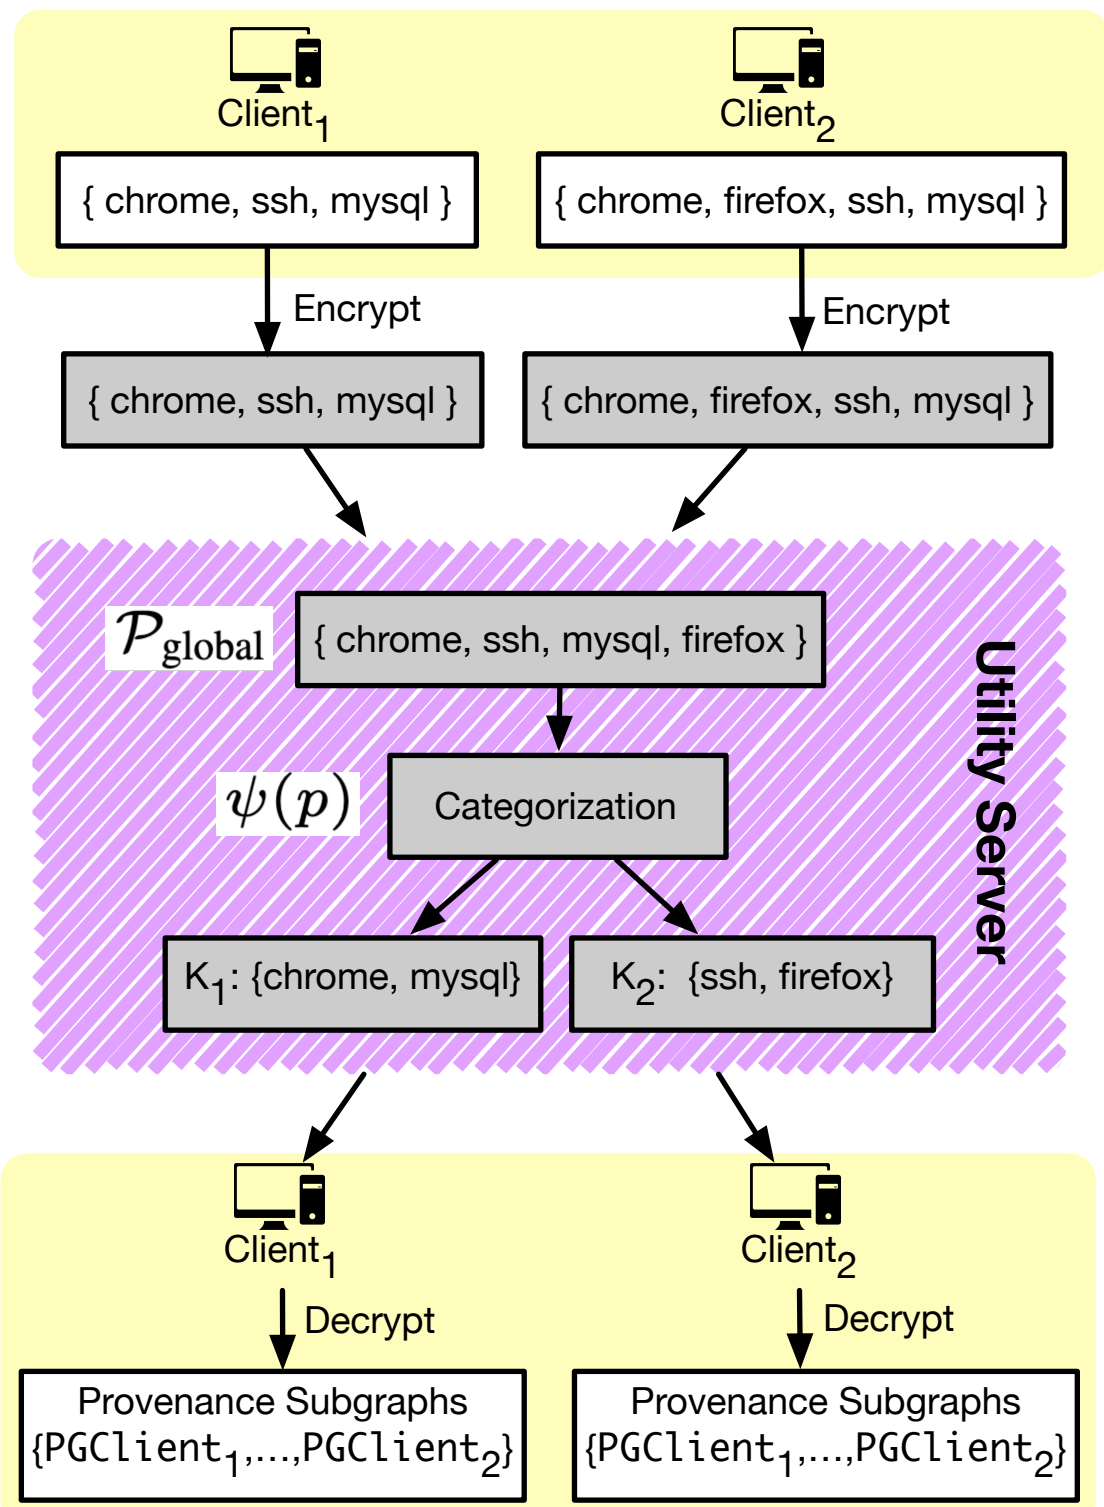 Client₁
Client₂
{ chrome, ssh, mysql }
{ chrome, firefox, ssh, mysql }
Encrypt
Encrypt
{ chrome, ssh, mysql }
{ chrome, firefox, ssh, mysql }
𝒫global
{ chrome, ssh, mysql, firefox }
ψ(p)
Categorization
Utility Server
K₁: {chrome, mysql}
K₂: {ssh, firefox}
Client₁
Client₂
Decrypt
Decrypt
Provenance Subgraphs
{PGClient₁,...,PGClient₂}
Provenance Subgraphs
{PGClient₁,...,PGClient₂}